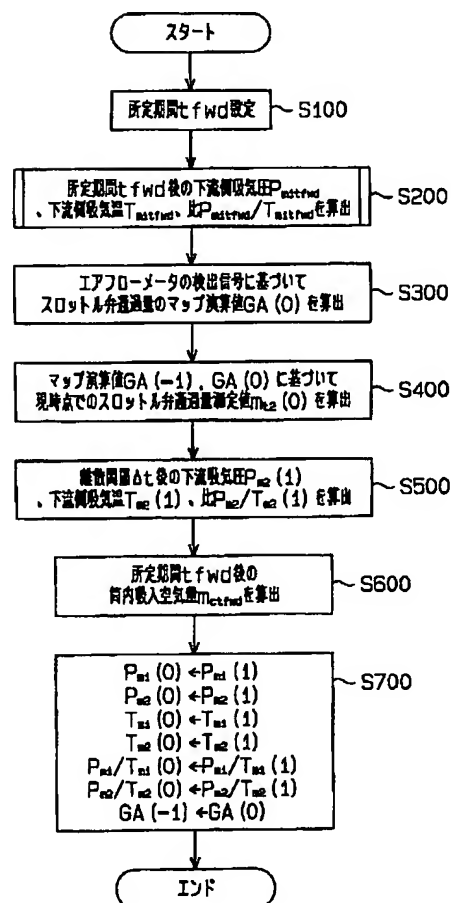 スタート
所定期間tfwd設定
S100
所定期間tfwd後の下流側吸気圧Pm1tfwd
、下流側吸気温Tm1tfwd、比Pm1tfwd/Tm1tfwdを算出
S200
エアフローメータの検出信号に基づいて
スロットル弁通過量のマップ演算値GA(0)を算出
S300
マップ演算値GA(-1)，GA(0)に基づいて
現時点でのスロットル弁通過量測定値mt2(0)を算出
S400
離散間隔Δt後の下流吸気圧Pm2(1)
、下流側吸気温Tm2(1)、比Pm2/Tm2(1)を算出
S500
所定期間tfwd後の
筒内吸入空気量mctfwdを算出
S600
Pm1(0)←Pm1(1)
Pm2(0)←Pm2(1)
Tm1(0)←Tm1(1)
Tm2(0)←Tm2(1)
Pm1/Tm1(0)←Pm1/Tm1(1)
Pm2/Tm2(0)←Pm2/Tm2(1)
GA(-1)←GA(0)
S700
エンド